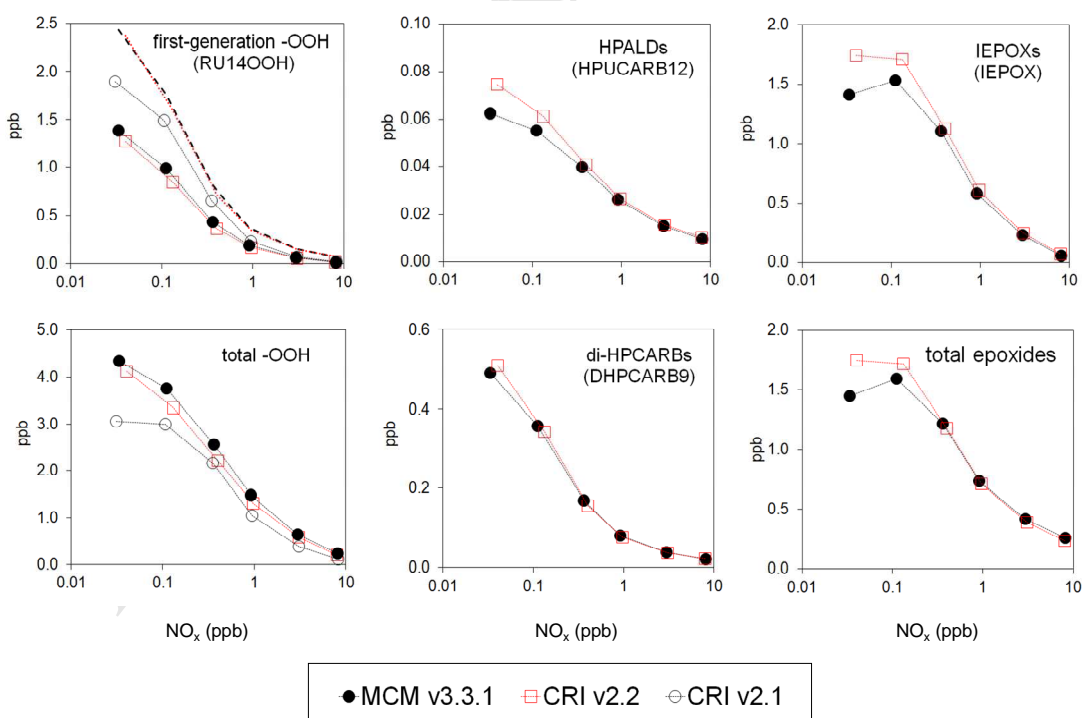 first-generation -OOH
(RU14OOH)
ppb
2.5
2.0
1.5
1.0
0.5
0.0
0.01 0.1 1 10
HPALDs
(HPUCARB12)
ppb
0.10
0.08
0.06
0.04
0.02
0.00
0.01 0.1 1 10
IEPOXs
(IEPOX)
ppb
2.0
1.5
1.0
0.5
0.0
0.01 0.1 1 10
total -OOH
ppb
5.0
4.0
3.0
2.0
1.0
0.0
0.01 0.1 1 10
NOx (ppb)
di-HPCARBs
(DHPCARB9)
ppb
0.6
0.4
0.2
0.0
0.01 0.1 1 10
NOx (ppb)
total epoxides
ppb
2.0
1.5
1.0
0.5
0.0
0.01 0.1 1 10
NOx (ppb)
MCM v3.3.1 CRI v2.2 CRI v2.1